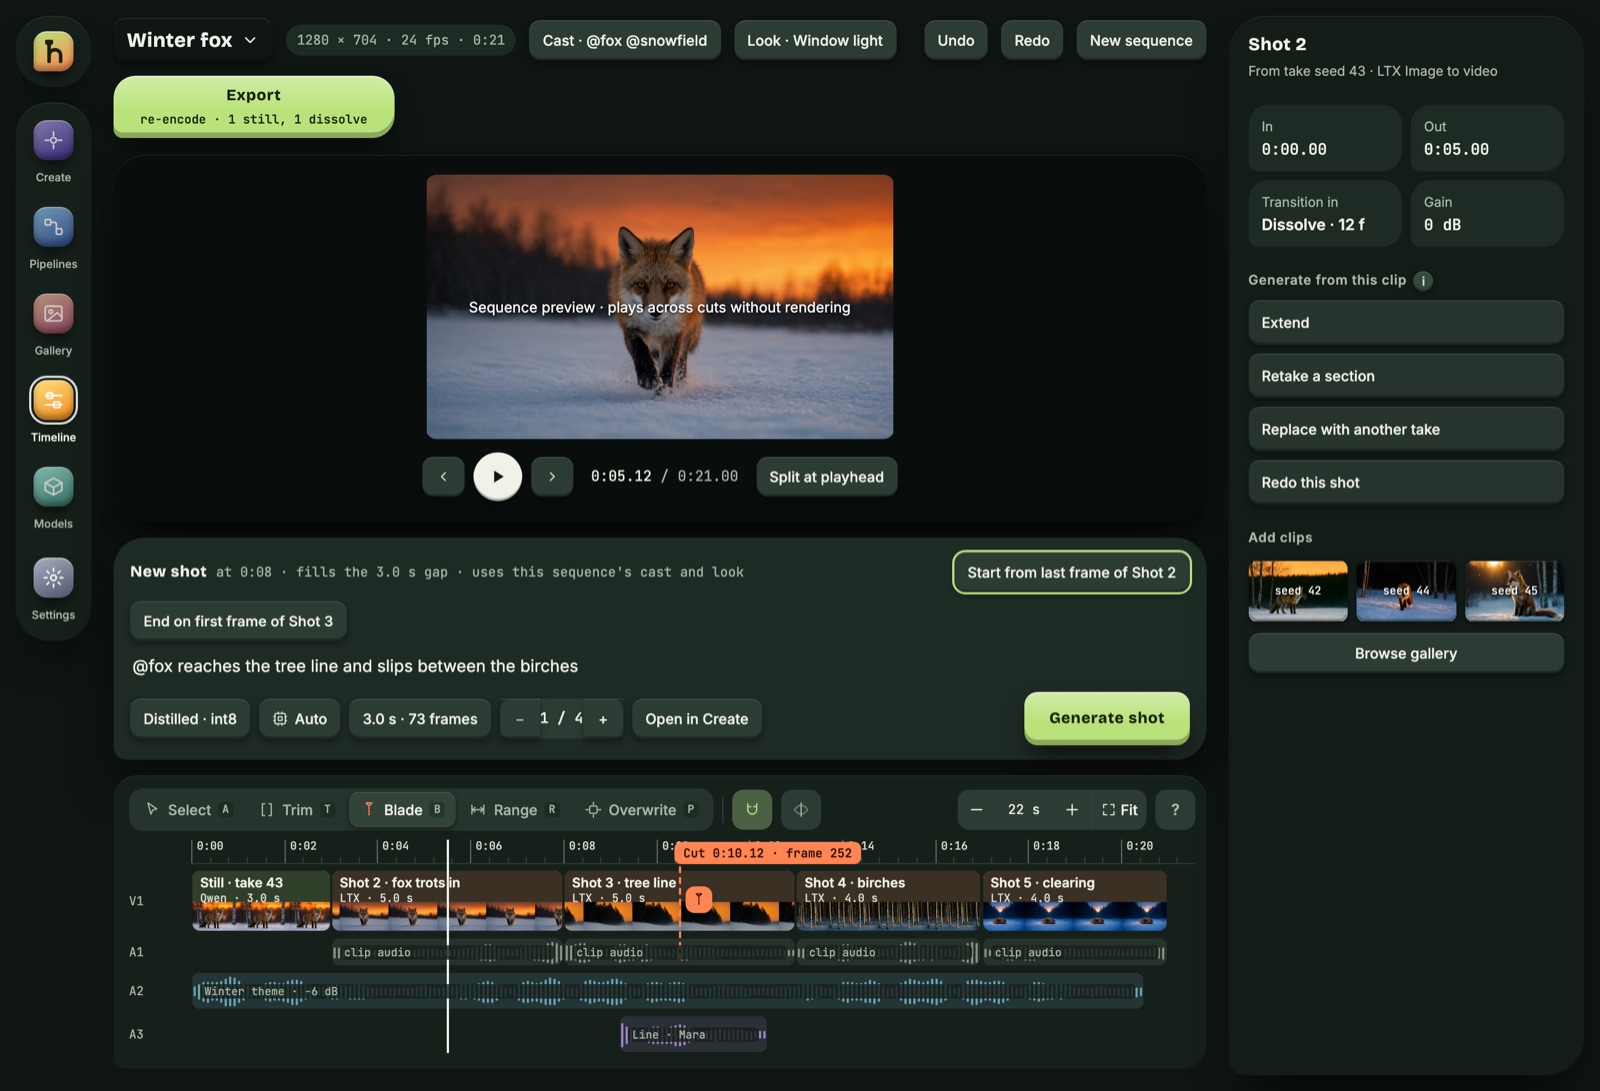 h
Create
Pipelines
Gallery
Timeline
Models
Settings
Winter fox
1280 × 704 · 24 fps · 0:21
Cast · @fox @snowfield
Look · Window light
Undo
Redo
New sequence
Export
re-encode · 1 still, 1 dissolve
Sequence preview · plays across cuts without rendering
0:05.12 / 0:21.00
Split at playhead
New shot at 0:08 · fills the 3.0 s gap · uses this sequence's cast and look
Start from last frame of Shot 2
End on first frame of Shot 3
@fox reaches the tree line and slips between the birches
Distilled · int8
Auto
3.0 s · 73 frames
− 1 / 4 +
Open in Create
Generate shot
Select A
Trim T
Blade B
Range R
Overwrite P
− 22 s +
Fit
?
0:00 0:02 0:04 0:06 0:08 14 0:16 0:18 0:20
Cut 0:10.12 · frame 252
V1
Still · take 43
Qwen · 3.0 s
Shot 2 · fox trots in
LTX · 5.0 s
Shot 3 · tree line
LTX · 5.0 s
Shot 4 · birches
LTX · 4.0 s
Shot 5 · clearing
LTX · 4.0 s
A1
clip audio
clip audio
clip audio
clip audio
A2
Winter theme · -6 dB
A3
Line · Mara
Shot 2
From take seed 43 · LTX Image to video
In
0:00.00
Out
0:05.00
Transition in
Dissolve · 12 f
Gain
0 dB
Generate from this clip i
Extend
Retake a section
Replace with another take
Redo this shot
Add clips
seed 42
seed 44
seed 45
Browse gallery